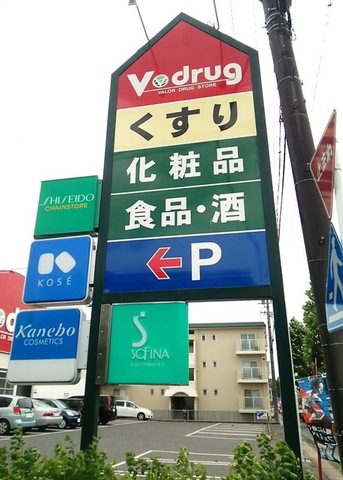 V•drug
VALOR DRUG STORE
くすり
化粧品
食品・酒
← P
SHISEIDO
CHAINSTORE
KOSÉ
Kanebo
COSMETICS
SOFINA